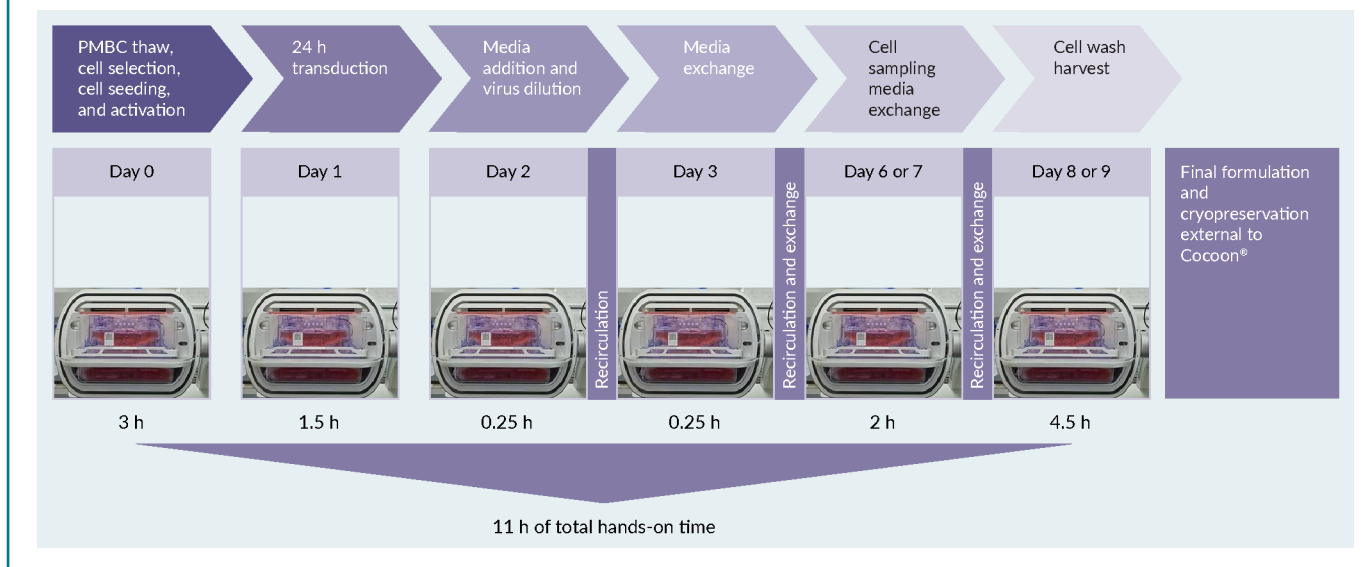 PMBC thaw,
cell selection,
cell seeding,
and activation
24 h
transduction
Media
addition and
virus dilution
Media
exchange
Cell
sampling
media
exchange
Cell wash
harvest
Day 0
Day 1
Day 2
Recirculation
Day 3
Recirculation and exchange
Day 6 or 7
Recirculation and exchange
Day 8 or 9
Final formulation
and
cryopreservation
external to
Cocoon®
3 h
1.5 h
0.25 h
0.25 h
2 h
4.5 h
11 h of total hands-on time